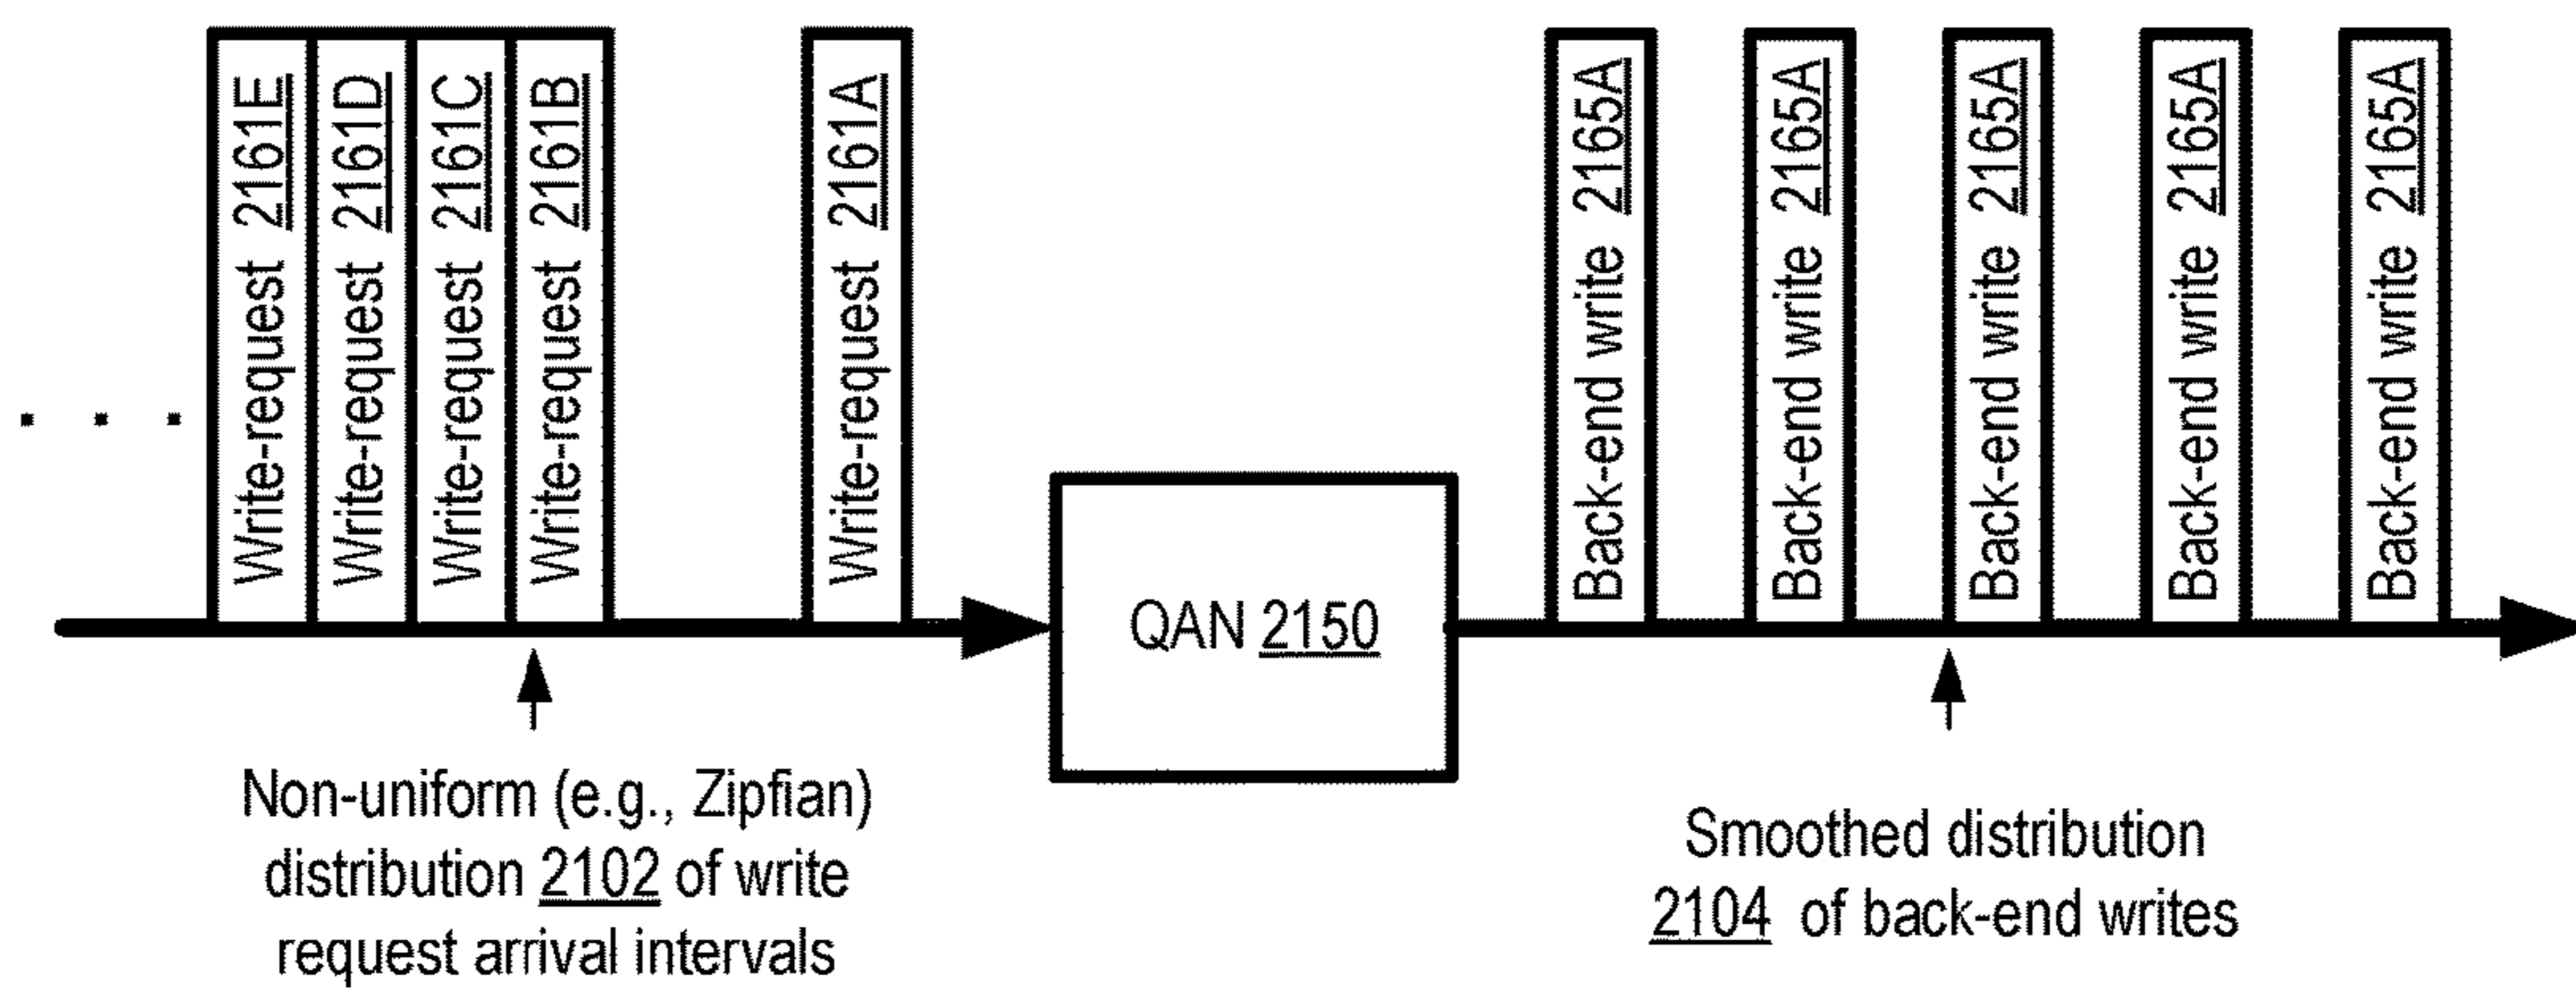 Write-request 2161E
Write-request 2161D
Write-request 2161C
Write-request 2161B
Write-request 2161A
QAN 2150
Back-end write 2165A
Back-end write 2165A
Back-end write 2165A
Back-end write 2165A
Back-end write 2165A
Non-uniform (e.g., Zipfian)
distribution 2102 of write
request arrival intervals
Smoothed distribution
2104 of back-end writes